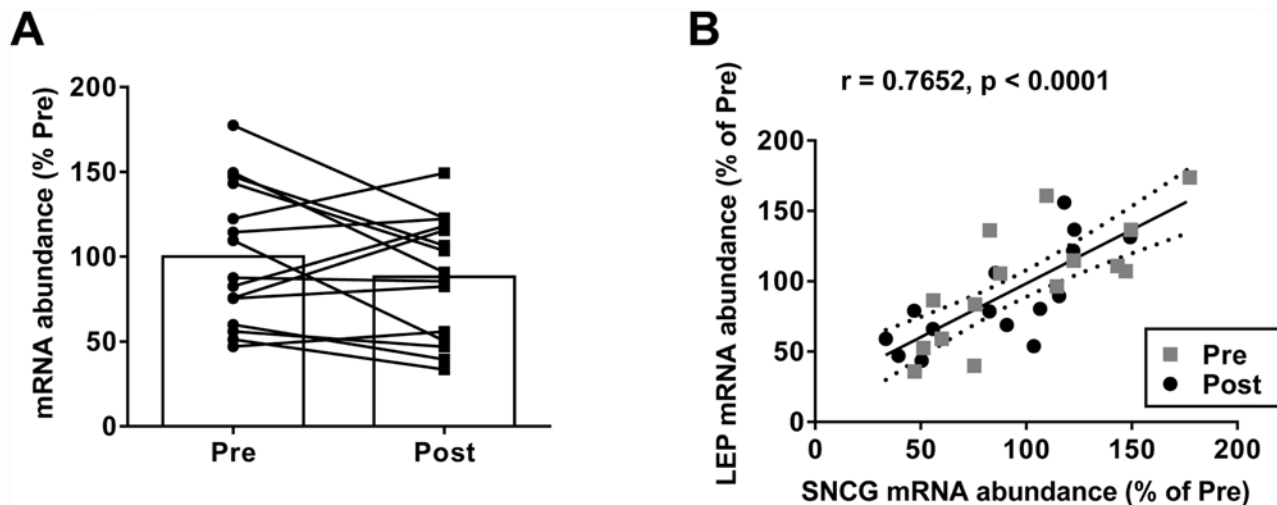 A
mRNA abundance (% Pre)
200
150
100
50
0
Pre
Post
B
r = 0.7652, p < 0.0001
LEP mRNA abundance (% of Pre)
200
150
100
50
0
0
50
100
150
200
SNCG mRNA abundance (% of Pre)
Pre
Post